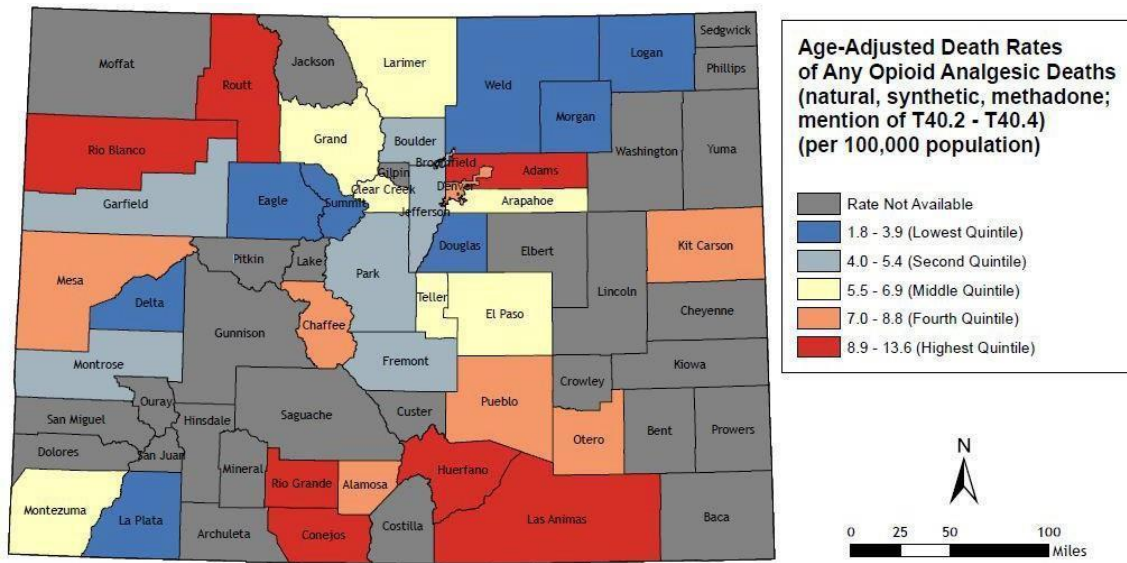 Moffat
Routt
Jackson
Larimer
Weld
Logan
Sedgwick
Phillips
Morgan
Rio Blanco
Grand
Boulder
Washington
Yuma
Broomfield
Gilpin
Adams
Garfield
Eagle
Summit
Clear Creek
Denver
Arapahoe
Jefferson
Douglas
Elbert
Kit Carson
Pitkin
Lake
Park
Mesa
Delta
Teller
El Paso
Lincoln
Cheyenne
Gunnison
Chaffee
Montrose
Fremont
Kiowa
Crowley
Ouray
Pueblo
San Miguel
Hinsdale
Saguache
Custer
Otero
Bent
Prowers
Dolores
San Juan
Mineral
Rio Grande
Alamosa
Huerfano
Montezuma
La Plata
Archuleta
Conejos
Costilla
Las Animas
Baca
Age-Adjusted Death Rates
of Any Opioid Analgesic Deaths
(natural, synthetic, methadone;
mention of T40.2 - T40.4)
(per 100,000 population)
Rate Not Available
1.8 - 3.9 (Lowest Quintile)
4.0 - 5.4 (Second Quintile)
5.5 - 6.9 (Middle Quintile)
7.0 - 8.8 (Fourth Quintile)
8.9 - 13.6 (Highest Quintile)
N
0 25 50 100
Miles